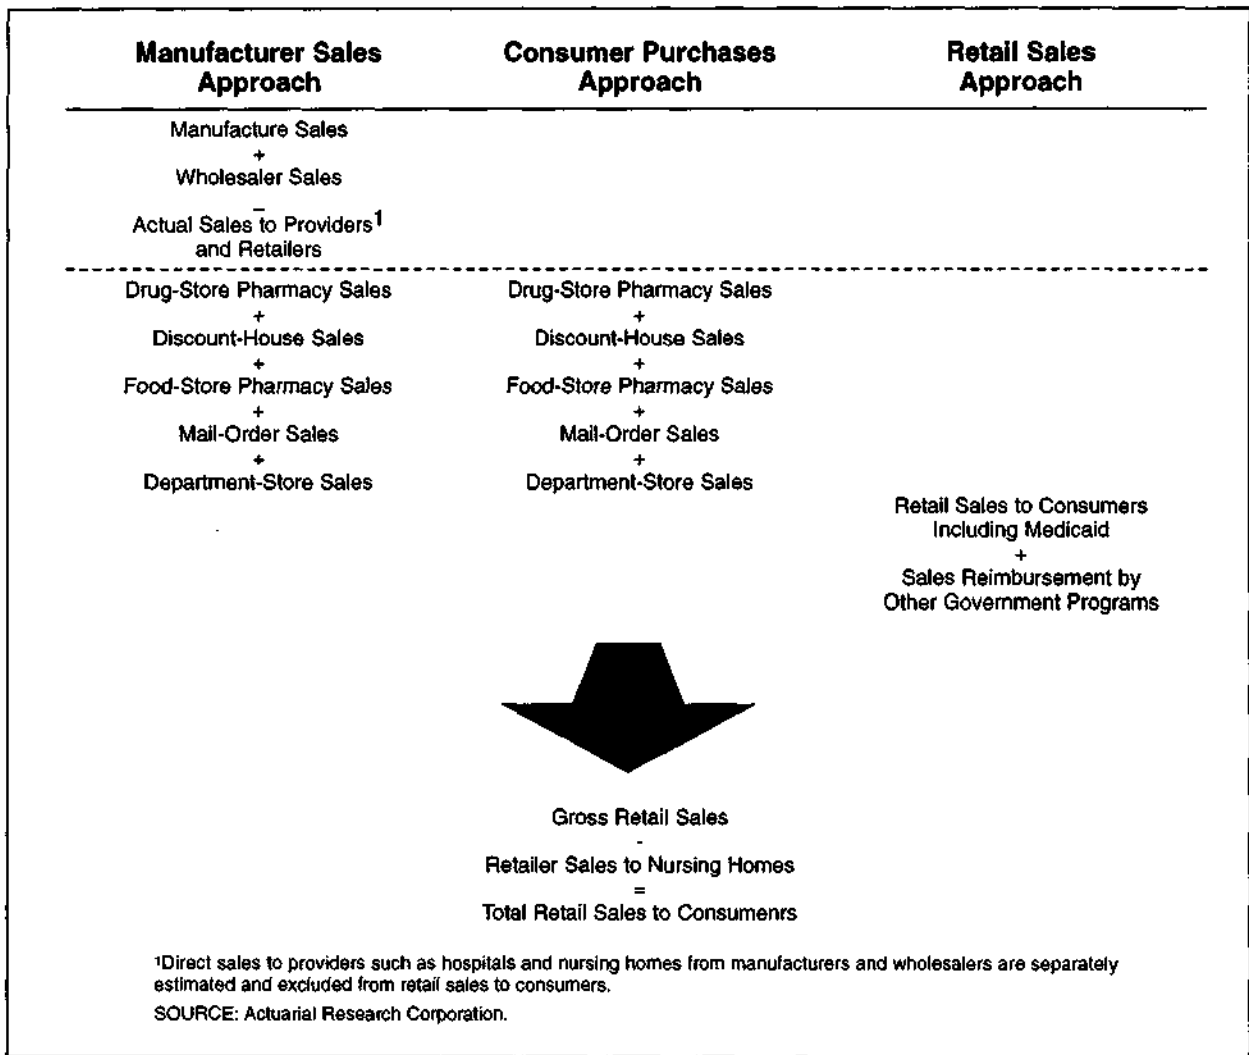 Manufacturer Sales
Approach
Consumer Purchases
Approach
Retail Sales
Approach
Manufacture Sales
+
Wholesaler Sales
–
Actual Sales to Providers1
and Retailers
Drug-Store Pharmacy Sales
+
Discount-House Sales
+
Food-Store Pharmacy Sales
+
Mail-Order Sales
+
Department-Store Sales
Drug-Store Pharmacy Sales
+
Discount-House Sales
+
Food-Store Pharmacy Sales
+
Mail-Order Sales
+
Department-Store Sales
Retail Sales to Consumers
Including Medicaid
+
Sales Reimbursement by
Other Government Programs
Gross Retail Sales
-
Retailer Sales to Nursing Homes
=
Total Retail Sales to Consumenrs
1Direct sales to providers such as hospitals and nursing homes from manufacturers and wholesalers are separately
estimated and excluded from retail sales to consumers.
SOURCE: Actuarial Research Corporation.